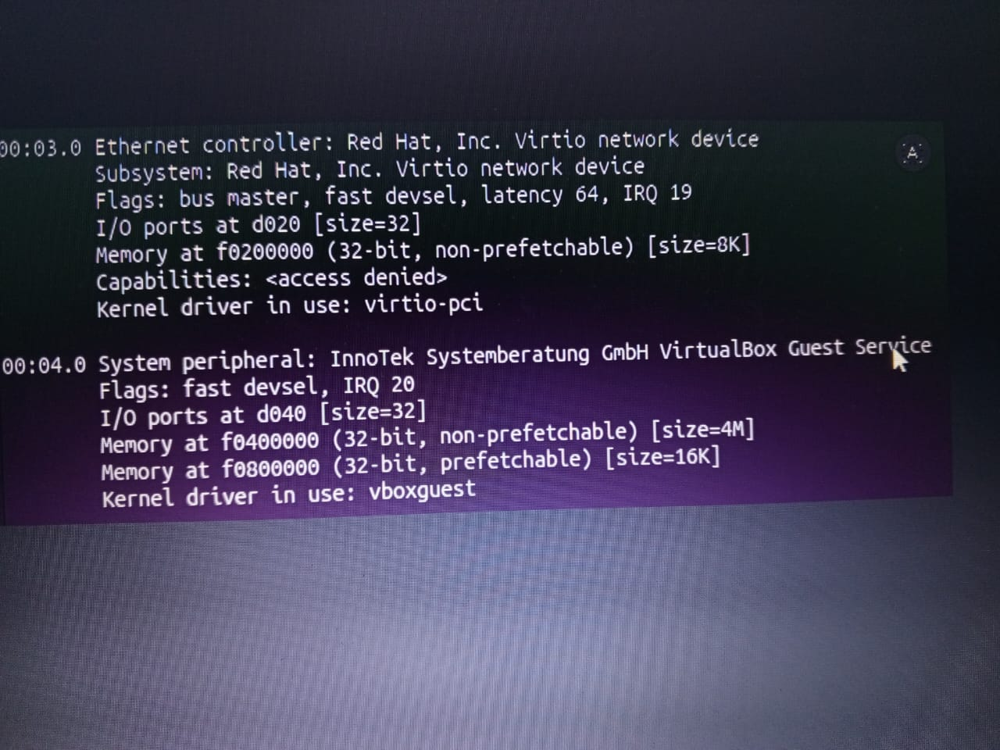 00:03.0 Ethernet controller: Red Hat, Inc. Virtio network device
Subsystem: Red Hat, Inc. Virtio network device
Flags: bus master, fast devsel, latency 64, IRQ 19
I/O ports at d020 [size=32]
Memory at f0200000 (32-bit, non-prefetchable) [size=8K]
Capabilities: <access denied>
Kernel driver in use: virtio-pci
00:04.0 System peripheral: InnoTek Systemberatung GmbH VirtualBox Guest Service
Flags: fast devsel, IRQ 20
I/O ports at d040 [size=32]
Memory at f0400000 (32-bit, non-prefetchable) [size=4M]
Memory at f0800000 (32-bit, prefetchable) [size=16K]
Kernel driver in use: vboxguest
A